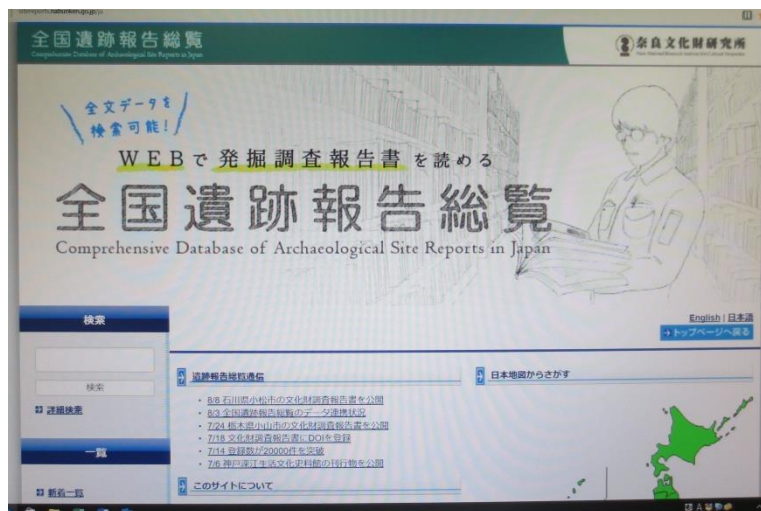 全国遺跡報告総覧
Comprehensive Database of Archaeological Site Reports in Japan
奈良文化財研究所
全文データを
検索可能!
WEBで発掘調査報告書を読める
全国遺跡報告総覧
Comprehensive Database of Archaeological Site Reports in Japan
検索
English | 日本語
トップページへ戻る
検索
詳細検索
遺跡報告総覧通信
日本地図からさがす
8/8 石川県小松市の文化財調査報告書を公開
8/3 全国遺跡報告総覧のデータ連携状況
7/24 栃木県小山市の文化財調査報告書を公開
7/18 文化財調査報告書にDOIを登録
7/14 登録数が20000件を突破
7/6 神戸深江生活文化史料館の刊行物を公開
一覧
新着一覧
このサイトについて